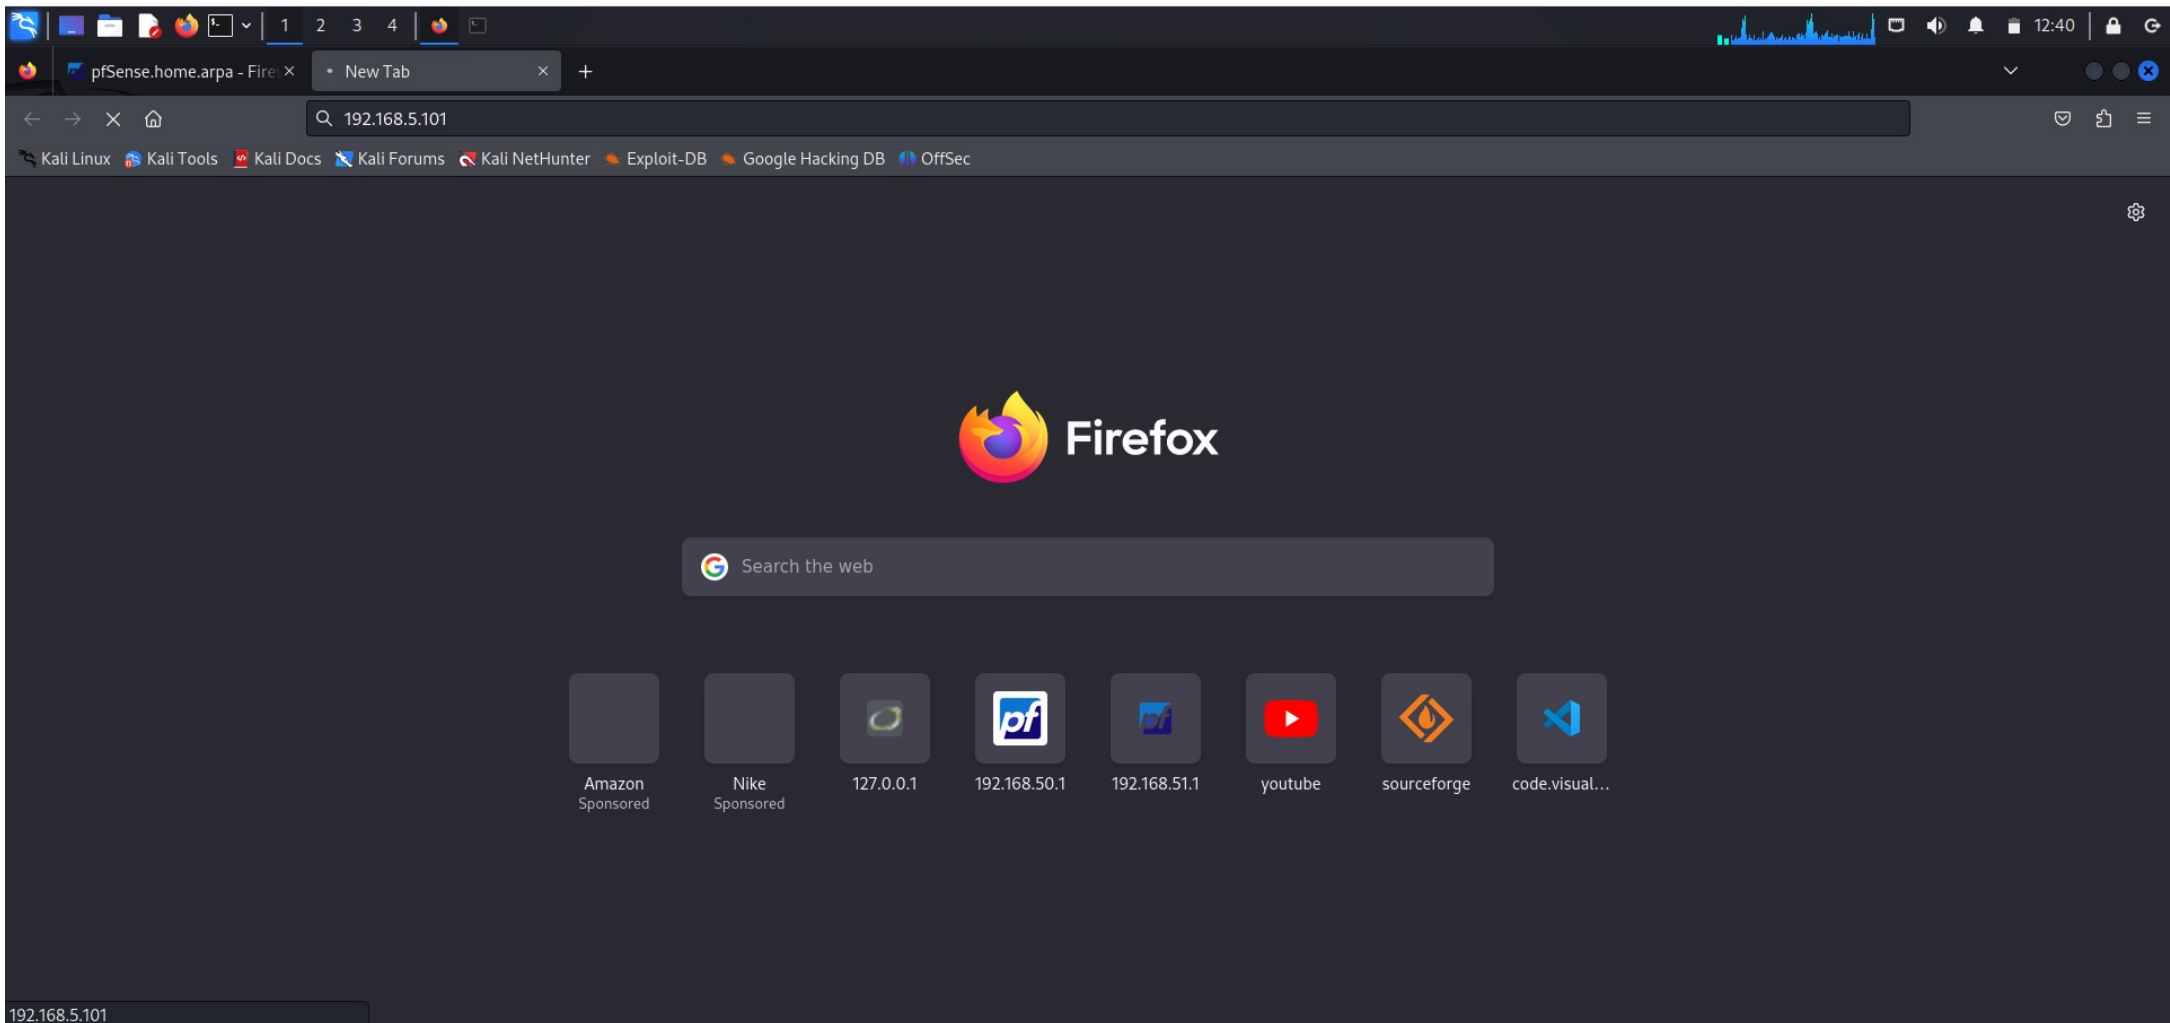 1 2 3 4 12:40
pfSense.home.arpa - Fire New Tab
192.168.5.101
Kali Linux Kali Tools Kali Docs Kali Forums Kali NetHunter Exploit-DB Google Hacking DB OffSec
Firefox
Search the web
pf pf
Amazon Nike 127.0.0.1 192.168.50.1 192.168.51.1 youtube sourceforge code.visual...
Sponsored Sponsored
192.168.5.101